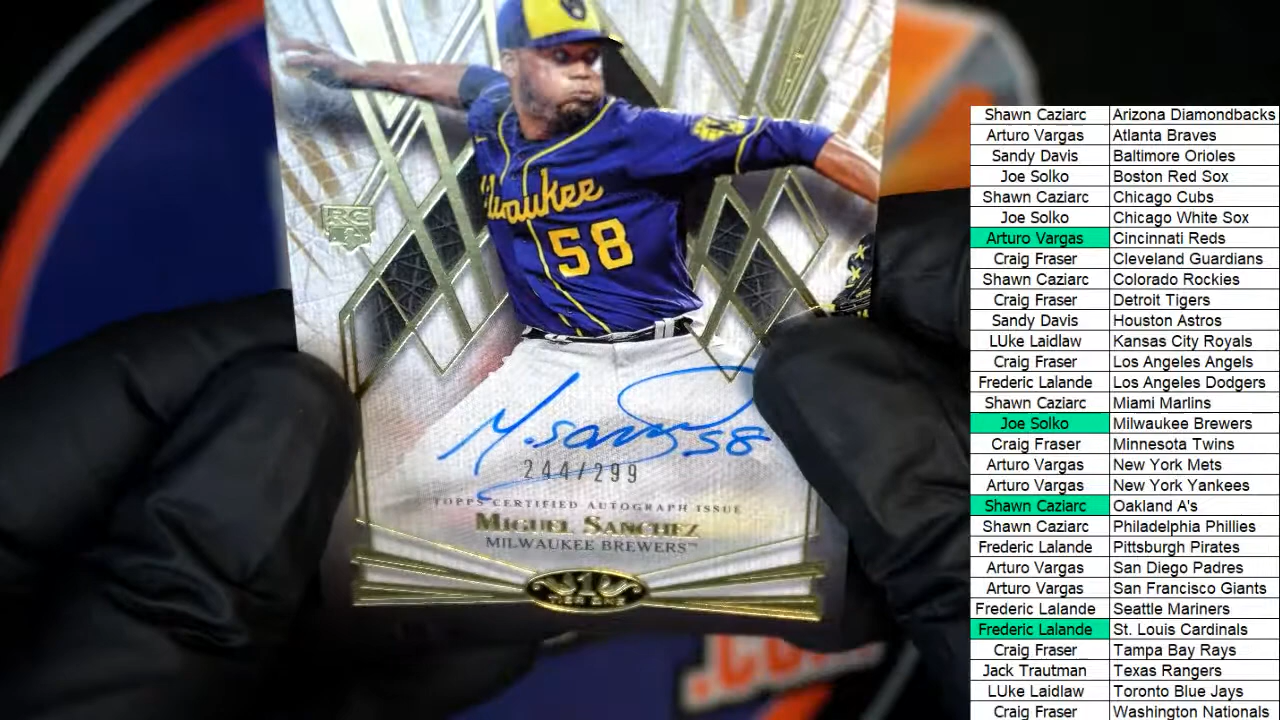 Milwaukee
58
RC
M. Sanchez 58
244/299
TOPPS CERTIFIED AUTOGRAPH ISSUE
MIGUEL SANCHEZ
MILWAUKEE BREWERS™
TIER ONE
.COM
Shawn Caziarc Arizona Diamondbacks
Arturo Vargas Atlanta Braves
Sandy Davis Baltimore Orioles
Joe Solko Boston Red Sox
Shawn Caziarc Chicago Cubs
Joe Solko Chicago White Sox
Arturo Vargas Cincinnati Reds
Craig Fraser Cleveland Guardians
Shawn Caziarc Colorado Rockies
Craig Fraser Detroit Tigers
Sandy Davis Houston Astros
LUke Laidlaw Kansas City Royals
Craig Fraser Los Angeles Angels
Frederic Lalande Los Angeles Dodgers
Shawn Caziarc Miami Marlins
Joe Solko Milwaukee Brewers
Craig Fraser Minnesota Twins
Arturo Vargas New York Mets
Arturo Vargas New York Yankees
Shawn Caziarc Oakland A's
Shawn Caziarc Philadelphia Phillies
Frederic Lalande Pittsburgh Pirates
Arturo Vargas San Diego Padres
Arturo Vargas San Francisco Giants
Frederic Lalande Seattle Mariners
Frederic Lalande St. Louis Cardinals
Craig Fraser Tampa Bay Rays
Jack Trautman Texas Rangers
LUke Laidlaw Toronto Blue Jays
Craig Fraser Washington Nationals